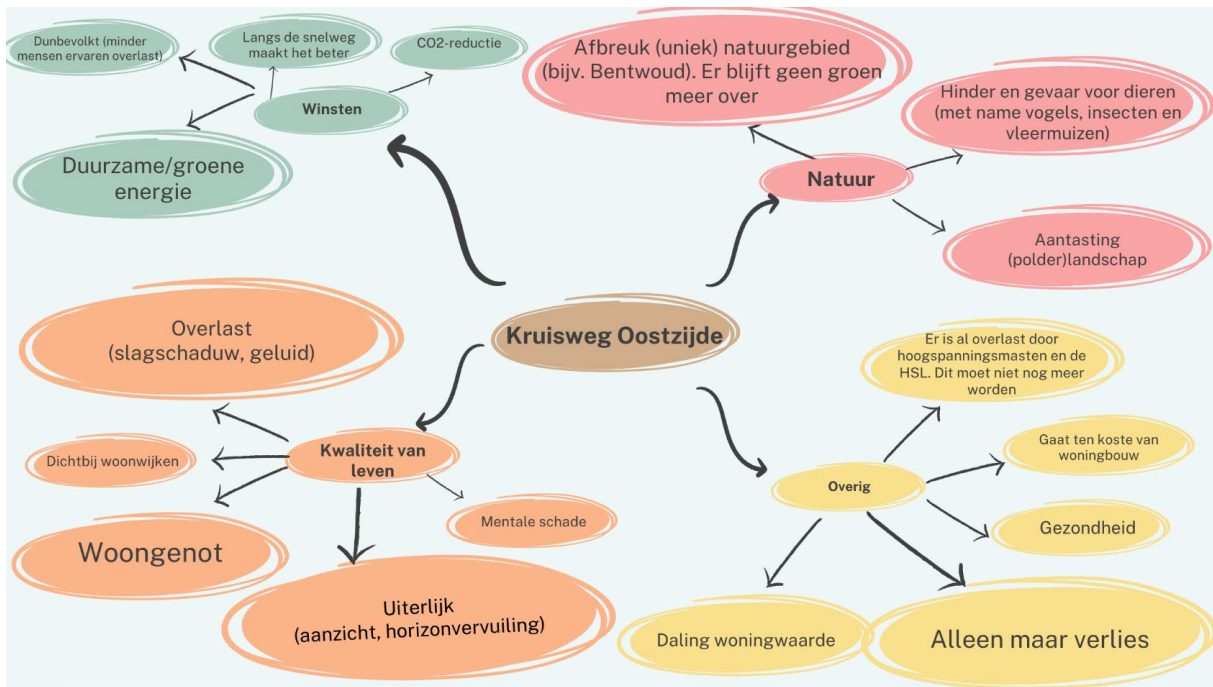 Dunbevolkt (minder
mensen ervaren overlast)
Langs de snelweg
maakt het beter
CO2-reductie
Winsten
Duurzame/groene
energie
Afbreuk (uniek) natuurgebied
(bijv. Bentwoud). Er blijft geen groen
meer over
Hinder en gevaar voor dieren
(met name vogels, insecten en
vleermuizen)
Natuur
Aantasting
(polder)landschap
Kruisweg Oostzijde
Overlast
(slagschaduw, geluid)
Dichtbij woonwijken
Kwaliteit van
leven
Woongenot
Mentale schade
Uiterlijk
(aanzicht, horizonvervuiling)
Er is al overlast door
hoogspanningsmasten en de
HSL. Dit moet niet nog meer
worden
Gaat ten koste van
woningbouw
Overig
Gezondheid
Daling woningwaarde
Alleen maar verlies